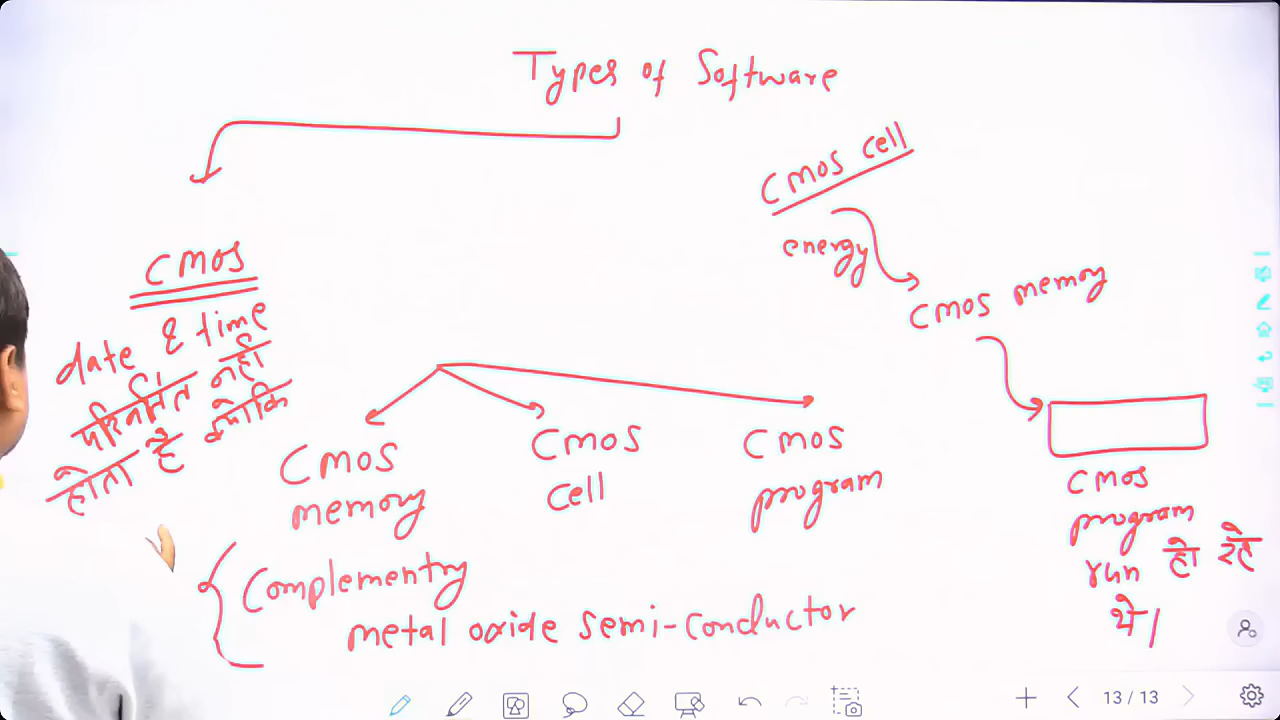 Types of Software
CMOS cell
energy
CMOS memory
CMOS
date & time
परिवर्तित नहीं
होता है क्योंकि
CMOS
memory
CMOS
cell
CMOS
program
CMOS
program
run हो रहे
थे।
Complementry
metal oxide semi-conductor
13 / 13